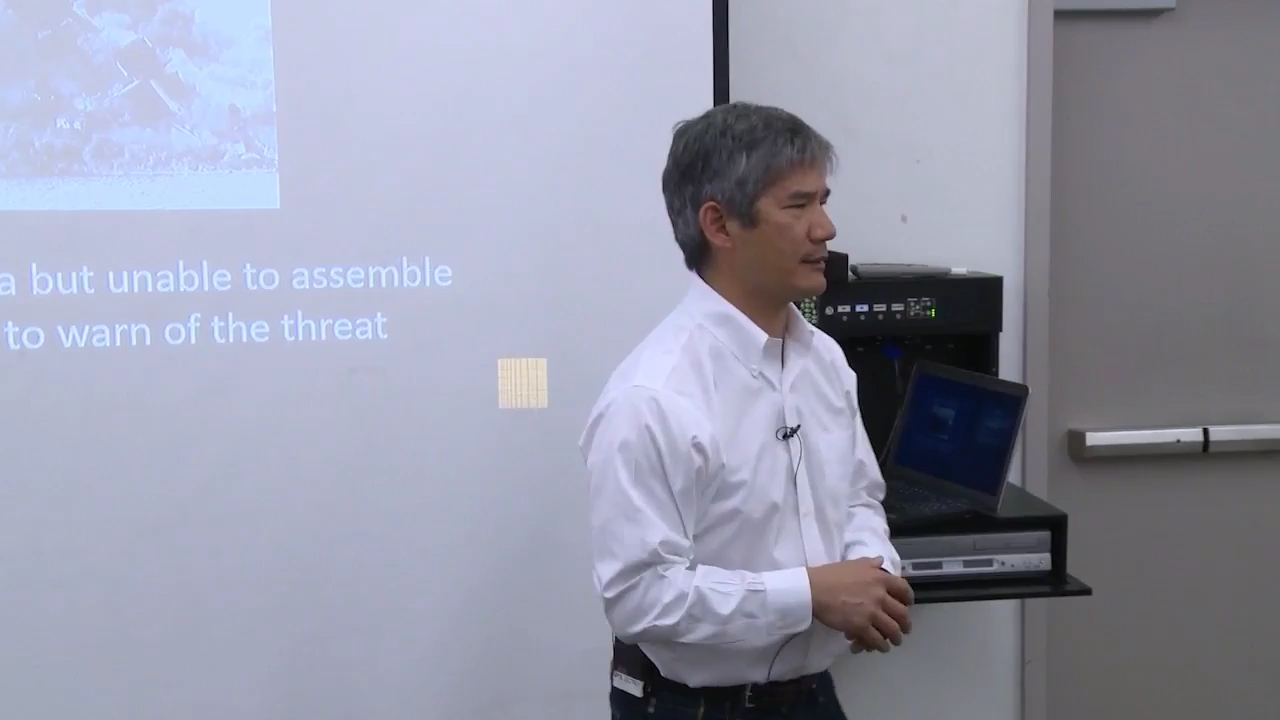 a but unable to assemble
to warn of the threat